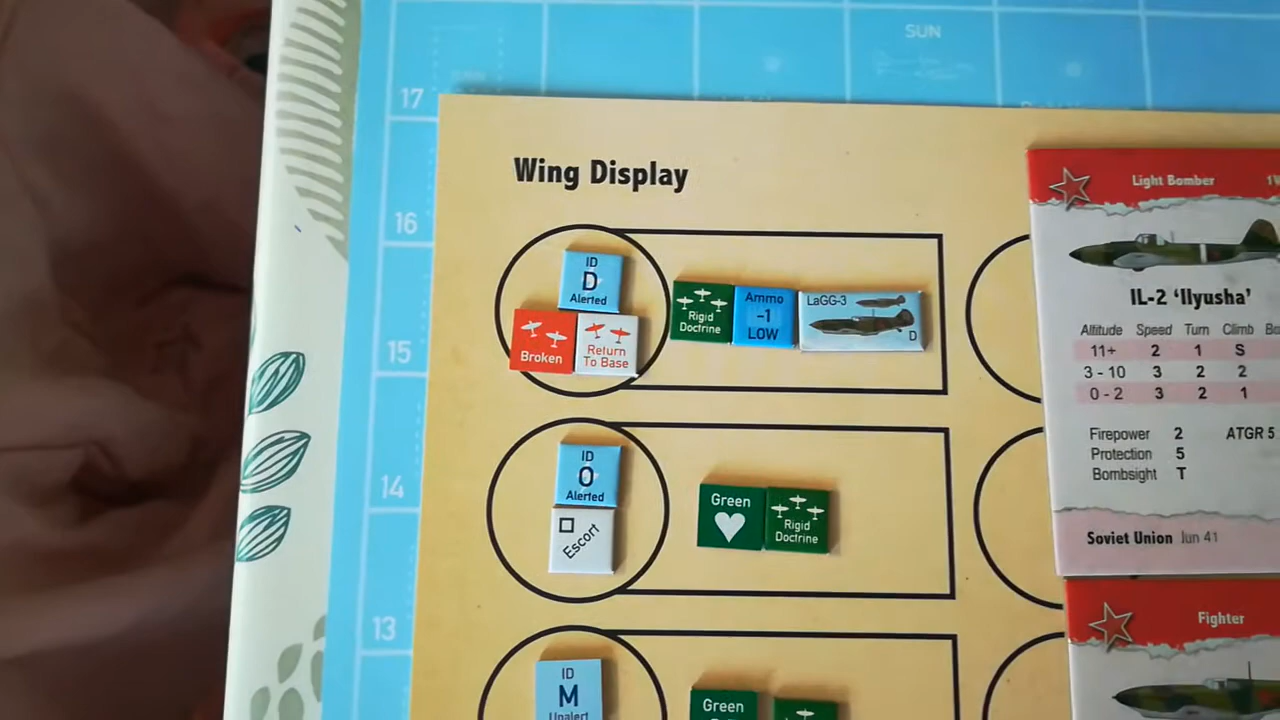 SUN
17
Wing Display
16
ID
D
Alerted
Broken
Return
To Base
Rigid
Doctrine
Ammo
-1
LOW
LaGG-3
D
15
ID
O
Alerted
Escort
Green
Rigid
Doctrine
14
13
ID
M
Unalert
Green
Light Bomber
IL-2 'Ilyusha'
Altitude Speed Turn Climb
11+ 2 1 S
3 - 10 3 2 2
0 - 2 3 2 1
Firepower 2 ATGR 5
Protection 5
Bombsight T
Soviet Union Jun 41
Fighter